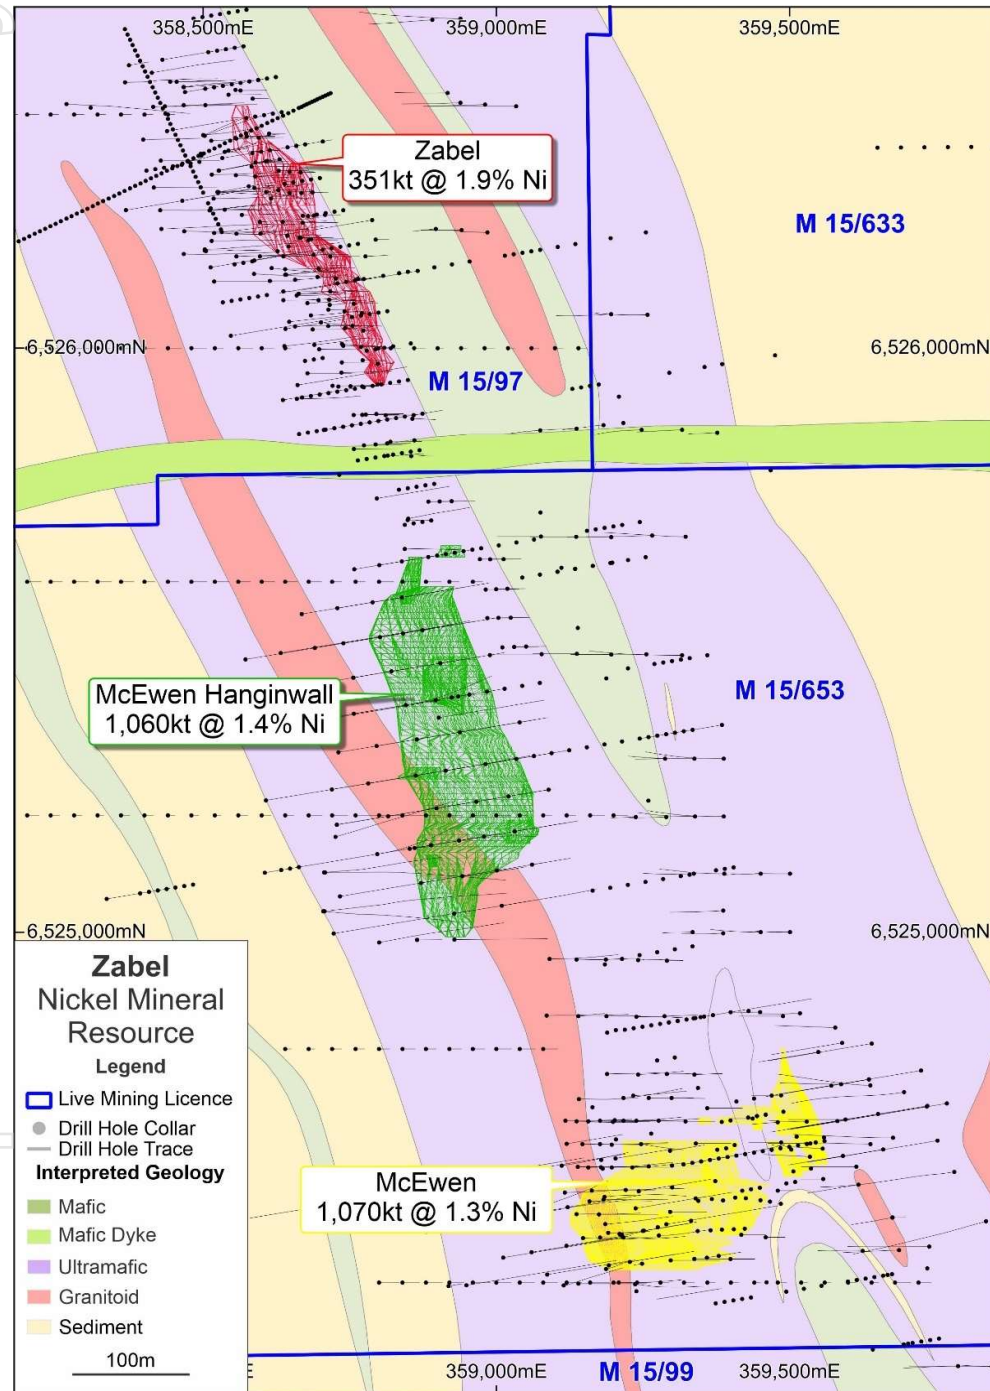 358,500mE
359,000mE
359,500mE
Zabel
351kt @ 1.9% Ni
M 15/633
6,526,000mN
6,526,000mN
M 15/97
McEwen Hanginwall
1,060kt @ 1.4% Ni
M 15/653
6,525,000mN
6,525,000mN
Zabel
Nickel Mineral
Resource
Legend
Live Mining Licence
Drill Hole Collar
Drill Hole Trace
Interpreted Geology
Mafic
Mafic Dyke
Ultramafic
Granitoid
Sediment
100m
McEwen
1,070kt @ 1.3% Ni
E
359,000mE
M 15/99
359,500mE